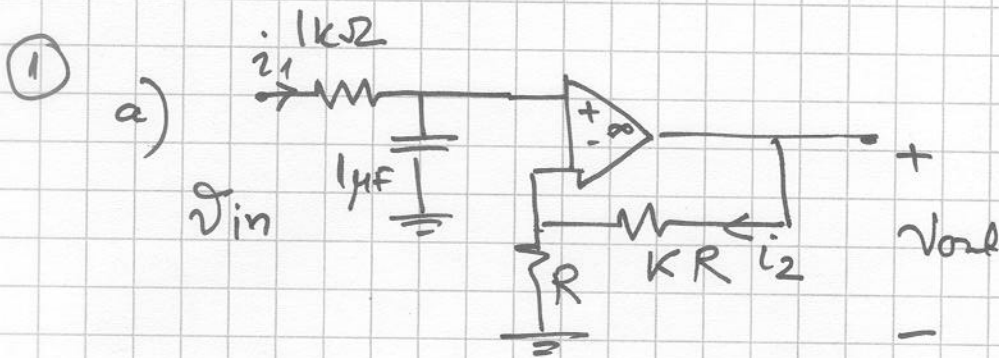 1
a)
i₁ 1kΩ
1μF
+
- ∞
ϑin
R
KR
i₂
+
Vout
-